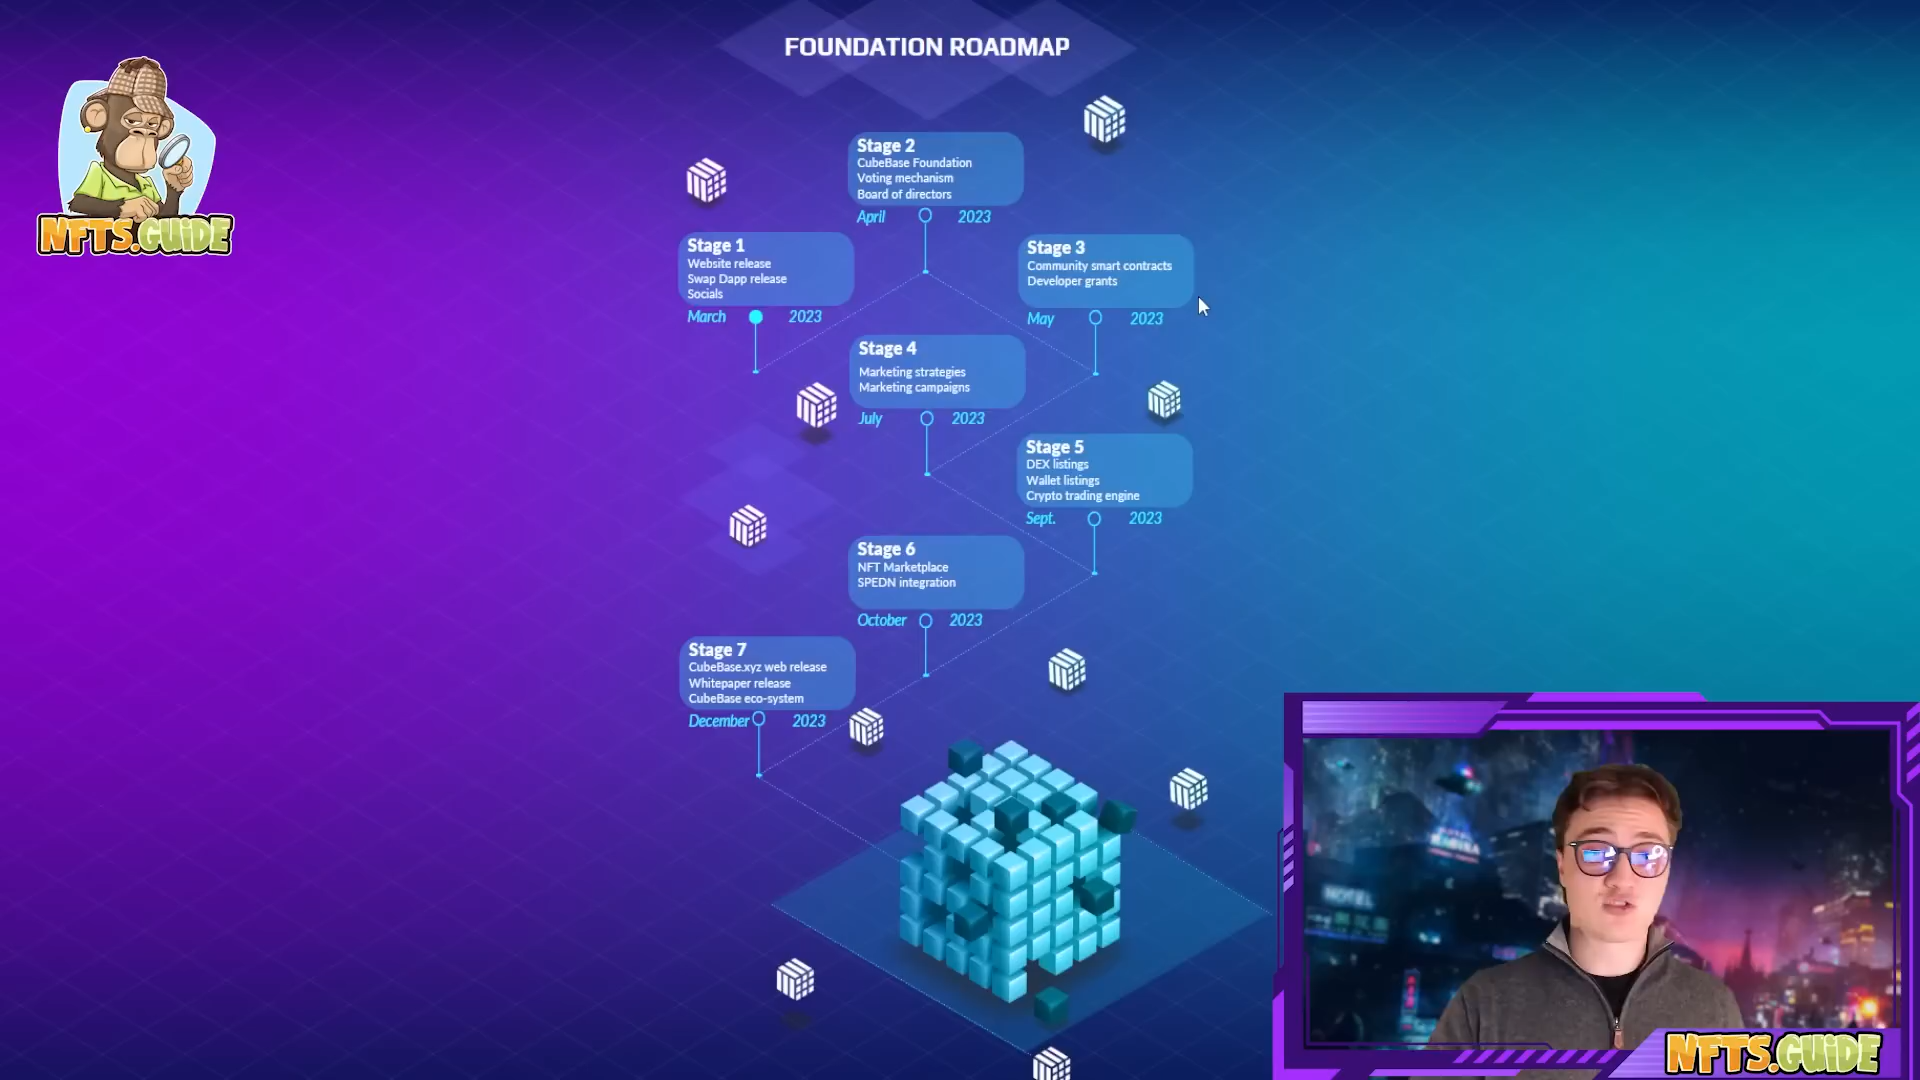 FOUNDATION ROADMAP
NFTS.GUiDE
Stage 1
Website release
Swap Dapp release
Socials
March 2023
Stage 2
CubeBase Foundation
Voting mechanism
Board of directors
April 2023
Stage 3
Community smart contracts
Developer grants
May 2023
Stage 4
Marketing strategies
Marketing campaigns
July 2023
Stage 5
DEX listings
Wallet listings
Crypto trading engine
Sept. 2023
Stage 6
NFT Marketplace
SPEDN integration
October 2023
Stage 7
CubeBase.xyz web release
Whitepaper release
CubeBase eco-system
December 2023
HOTEL
NFTS.GUiDE